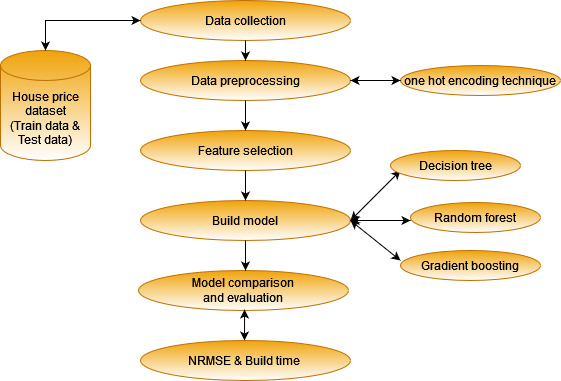 Data collection
House price
dataset
(Train data &
Test data)
Data preprocessing
one hot encoding technique
Feature selection
Build model
Decision tree
Random forest
Gradient boosting
Model comparison
and evaluation
NRMSE & Build time